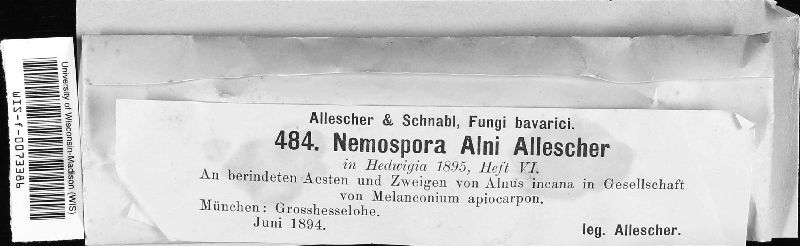 Allescher & Schnabl, Fungi bavarici.
484. Nemospora Alni Allescher
in Hedwigia 1895, Heft VI.
An berindeten Aesten und Zweigen von Alnus incana in Gesellschaft
von Melanconium apiocarpon.
München: Grosshesselohe.
Juni 1894.
leg. Allescher.
University of Wisconsin-Madison (WIS)
WIS-f-0073386